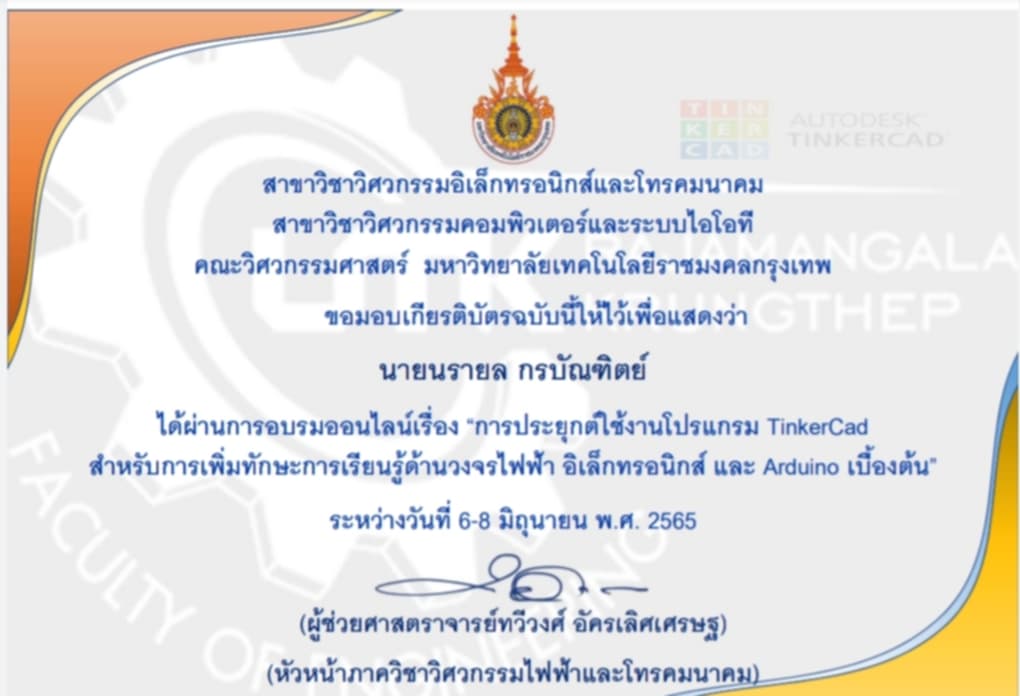 TIN
KER
CAD
AUTODESK
TINKERCAD
สาขาวิชาวิศวกรรมอิเล็กทรอนิกส์และโทรคมนาคม
สาขาวิชาวิศวกรรมคอมพิวเตอร์และระบบไอโอที
คณะวิศวกรรมศาสตร์ มหาวิทยาลัยเทคโนโลยีราชมงคลกรุงเทพ
RAJAMANGALA
KRUNGTHEP
ขอมอบเกียรติบัตรฉบับนี้ให้ไว้เพื่อแสดงว่า
นายนรายล กรบัณฑิตย์
ได้ผ่านการอบรมออนไลน์เรื่อง “การประยุกต์ใช้งานโปรแกรม TinkerCad
สำหรับการเพิ่มทักษะการเรียนรู้ด้านวงจรไฟฟ้า อิเล็กทรอนิกส์ และ Arduino เบื้องต้น”
ระหว่างวันที่ 6-8 มิถุนายน พ.ศ. 2565
(ผู้ช่วยศาสตราจารย์ทวีวงศ์ อัครเลิศเศรษฐ)
(หัวหน้าภาควิชาวิศวกรรมไฟฟ้าและโทรคมนาคม)
FACULTY OF ENGINEERING